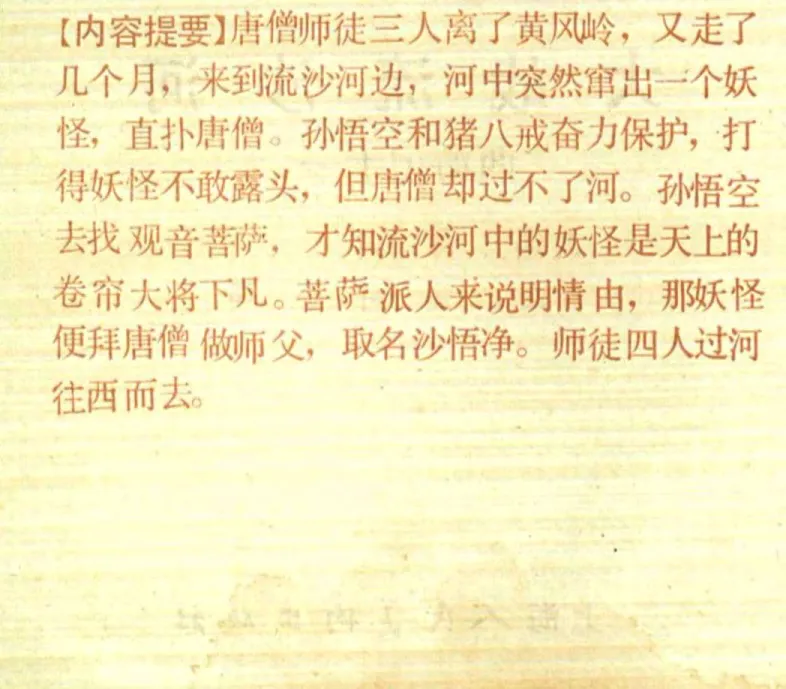 【内容提要】唐僧师徒三人离了黄风岭，又走了
几个月，来到流沙河边，河中突然窜出一个妖
怪，直扑唐僧。孙悟空和猪八戒奋力保护，打
得妖怪不敢露头，但唐僧却过不了河。孙悟空
去找观音菩萨，才知流沙河中的妖怪是天上的
卷帘大将下凡。菩萨派人来说明情由，那妖怪
便拜唐僧做师父，取名沙悟净。师徒四人过河
往西而去。